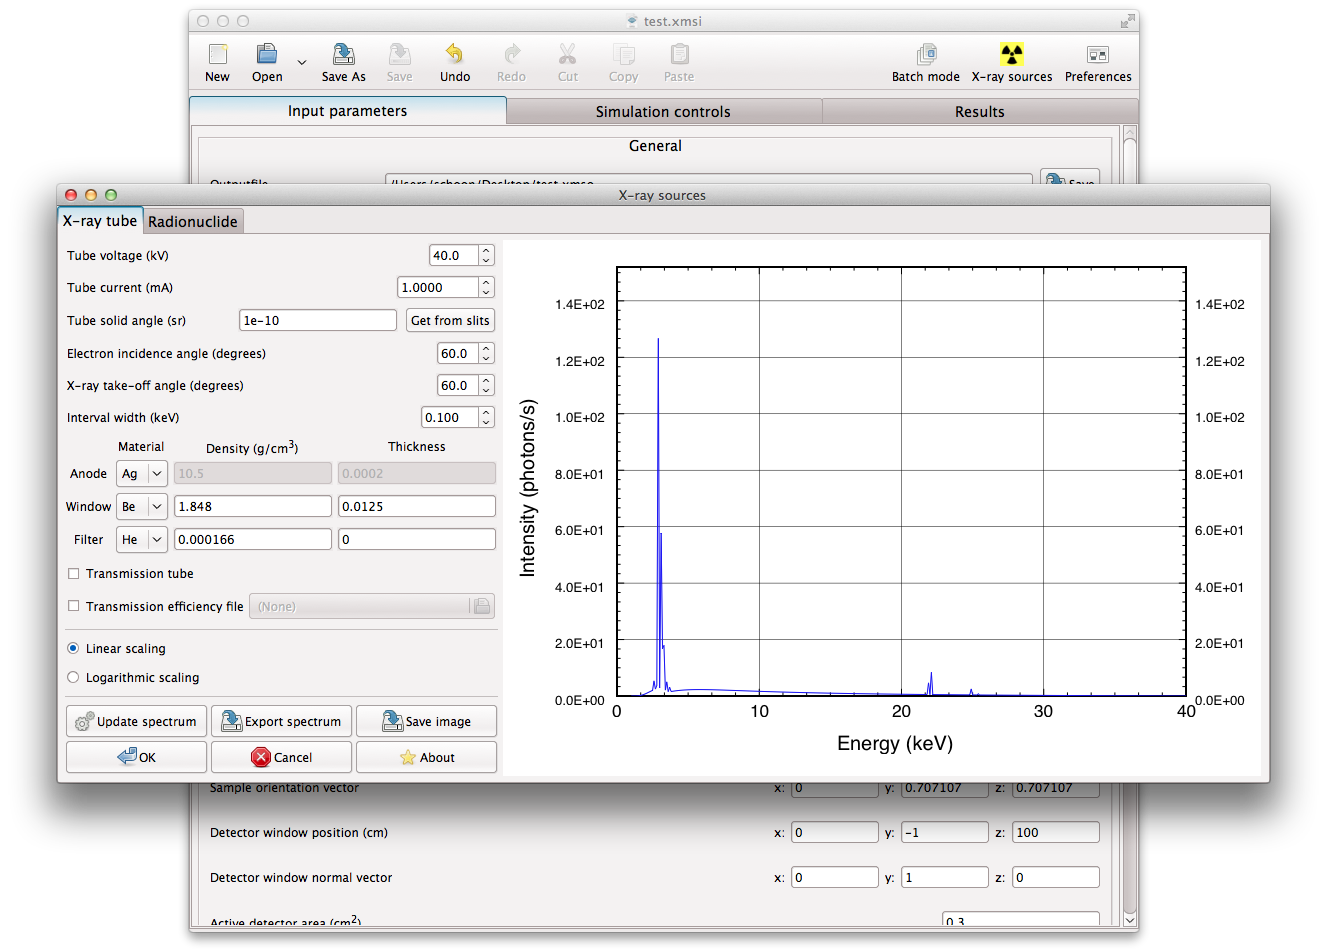 test.xmsi
New Open Save As Save Undo Redo Cut Copy Paste Batch mode X-ray sources Preferences
Input parameters Simulation controls Results
General
Outputfile /Users/schoon/Desktop/test.xmso Save
X-ray sources
X-ray tube Radionuclide
Tube voltage (kV) 40.0
Tube current (mA) 1.0000
Tube solid angle (sr) 1e-10 Get from slits
Electron incidence angle (degrees) 60.0
X-ray take-off angle (degrees) 60.0
Interval width (keV) 0.100
Material Density (g/cm3) Thickness
Anode Ag 10.5 0.0002
Window Be 1.848 0.0125
Filter He 0.000166 0
Transmission tube
Transmission efficiency file (None)
Linear scaling
Logarithmic scaling
Update spectrum Export spectrum Save image
OK Cancel About
Intensity (photons/s)
1.4E+02 1.4E+02
1.2E+02 1.2E+02
1.0E+02 1.0E+02
8.0E+01 8.0E+01
6.0E+01 6.0E+01
4.0E+01 4.0E+01
2.0E+01 2.0E+01
0.0E+00 0.0E+00
0 10 20 30 40
Energy (keV)
Sample orientation vector x: 0 y: 0.707107 z: 0.707107
Detector window position (cm) x: 0 y: -1 z: 100
Detector window normal vector x: 0 y: 1 z: 0
Active detector area (cm2) 0.3